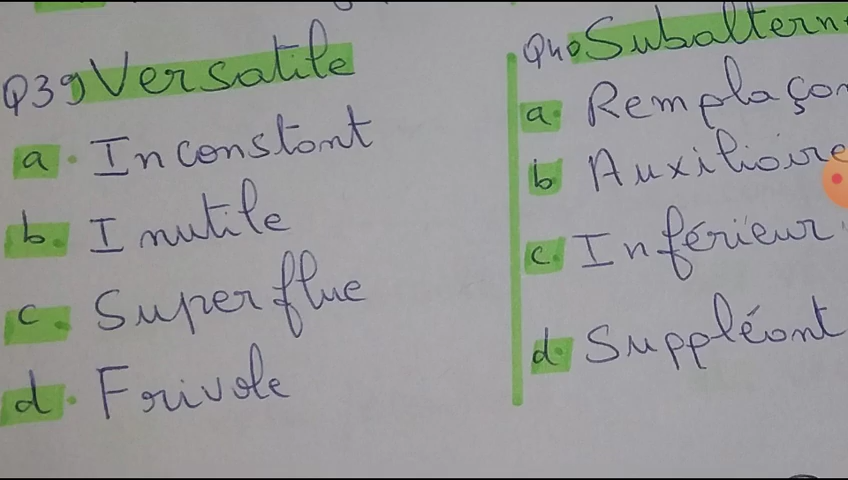 Q39 Versatile
a. Inconstant
b. Inutile
c. Superflue
d. Frivole
Q40 Subaltern
a. Remplaçan
b Auxiliaire
c. Inférieur
d. Suppléant